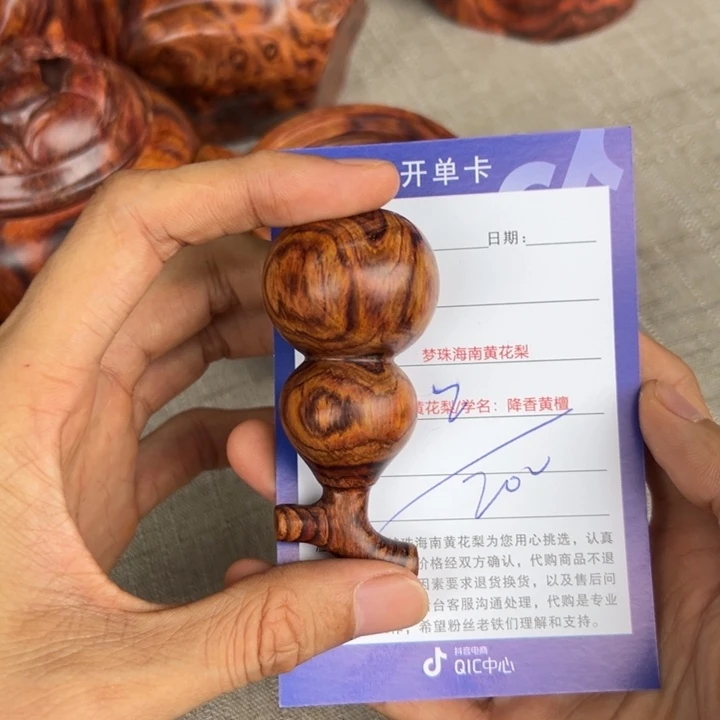 开单卡
日期:
梦珠海南黄花梨
黄花梨/学名：降香黄檀
202
海南黄花梨为您用心挑选，认真
价格经双方确认，代购商品不退
因素要求退货换货，以及售后问
台客服沟通处理，代购是专业
希望粉丝老铁们理解和支持。
抖音电商
QIC中心